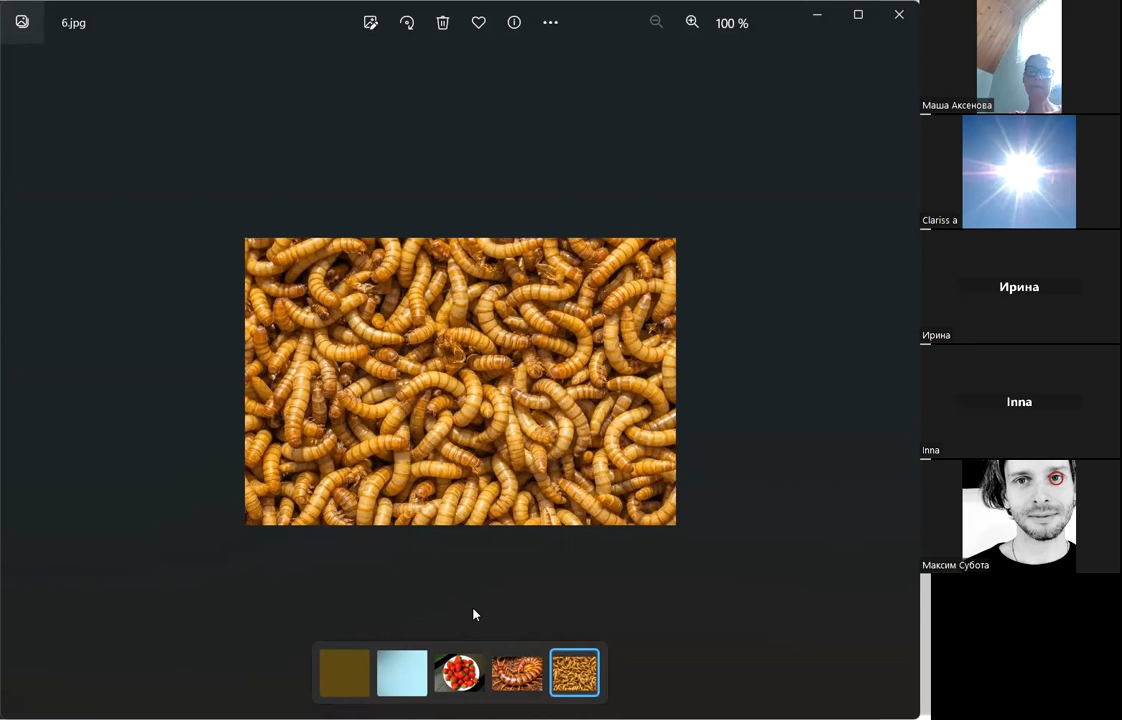 6.jpg
100 %
Маша Аксенова
Clariss a
Ирина
Ирина
Inna
Inna
Максим Субота